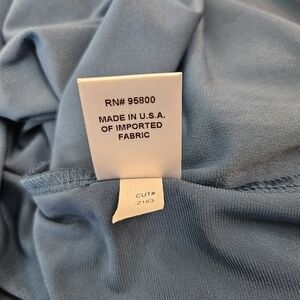 RN# 95800
MADE IN U.S.A.
OF IMPORTED
FABRIC
CUT#
2163